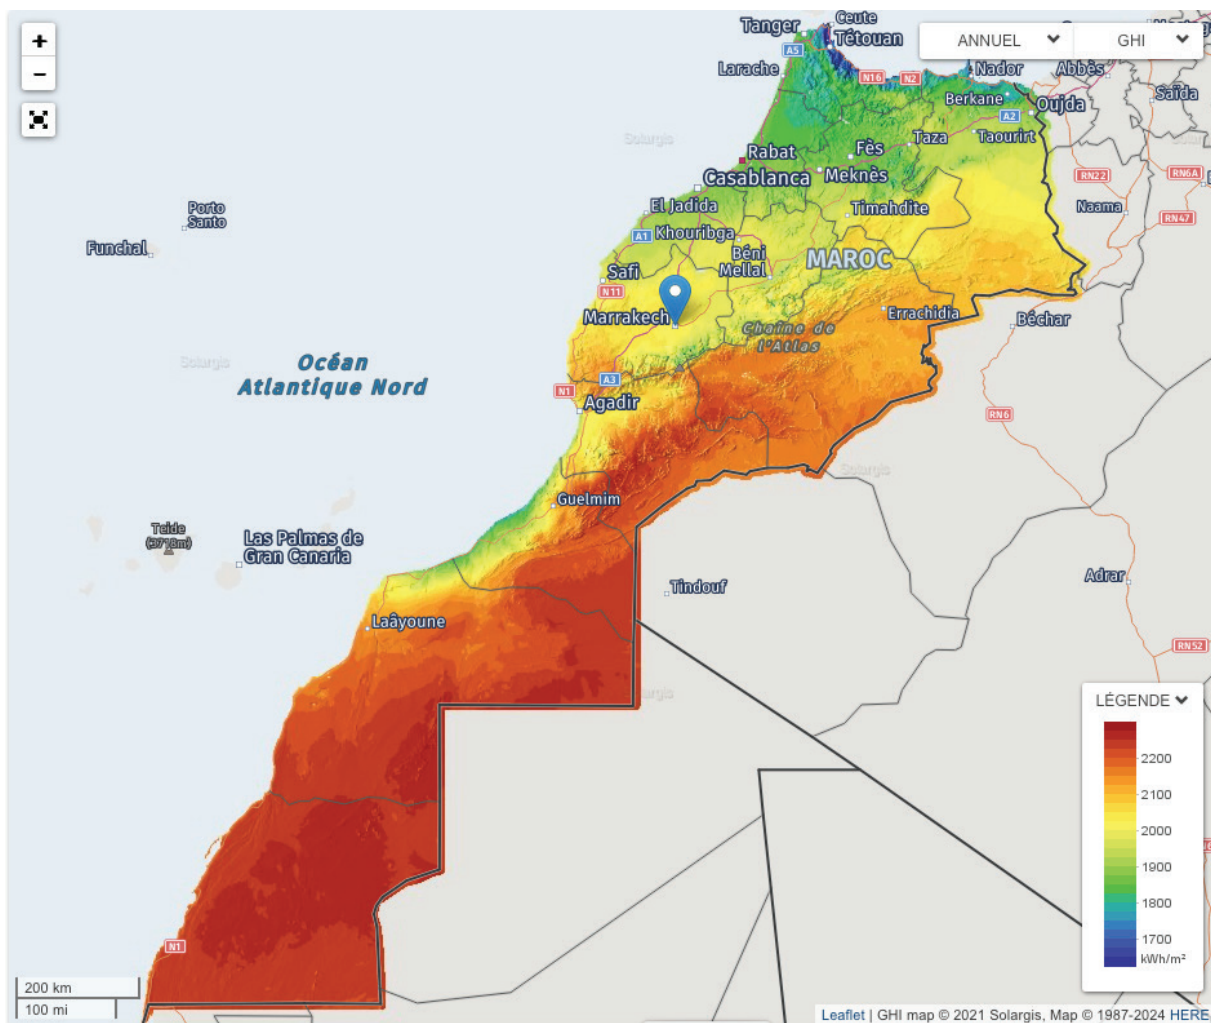 +
−
Tanger
Ceute
Tétouan
ANNUEL
GHI
A5
Larache
N16
N2
Nador
Abbès
Berkane
Oujda
Saïda
A2
Solargis
Taza
Taourirt
Rabat
Fès
Casablanca
Meknès
RN22
RN6A
Porto
Santo
El Jadida
Timahdite
Naama
RN47
Funchal
A1
Khouribga
Béni
Mellal
MAROC
Safi
N11
Marrakech
Errachidia
Béchar
Chaîne de
l'Atlas
Solargis
Océan
Atlantique Nord
A3
N1
Agadir
RN6
Solargis
Guelmim
Teide
(3718m)
Las Palmas de
Gran Canaria
Tindouf
Adrar
Laâyoune
RN52
LÉGENDE
2200
2100
2000
1900
1800
1700
kWh/m²
N1
200 km
100 mi
Leaflet | GHI map © 2021 Solargis, Map © 1987-2024 HERE